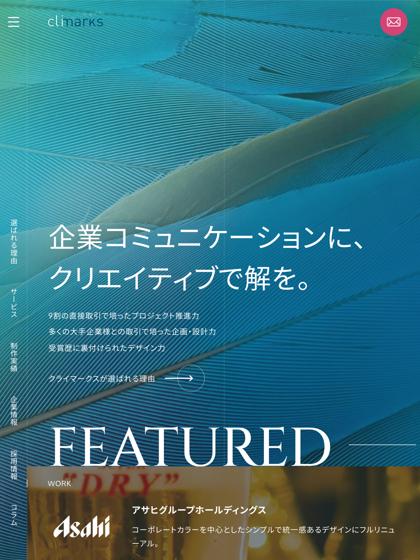 climarks
企業コミュニケーションに、
クリエイティブで解を。
9割の直接取引で培ったプロジェクト推進力
多くの大手企業様との取引で培った企画・設計力
受賞歴に裏付けられたデザイン力
クライマークスが選ばれる理由
選ばれる理由
サービス
制作実績
企業情報
採用情報
コラム
FEATURED
WORK
"DRY"
Asahi
アサヒグループホールディングス
コーポレートカラーを中心としたシンプルで統一感あるデザインにフルリニュ
ーアル。